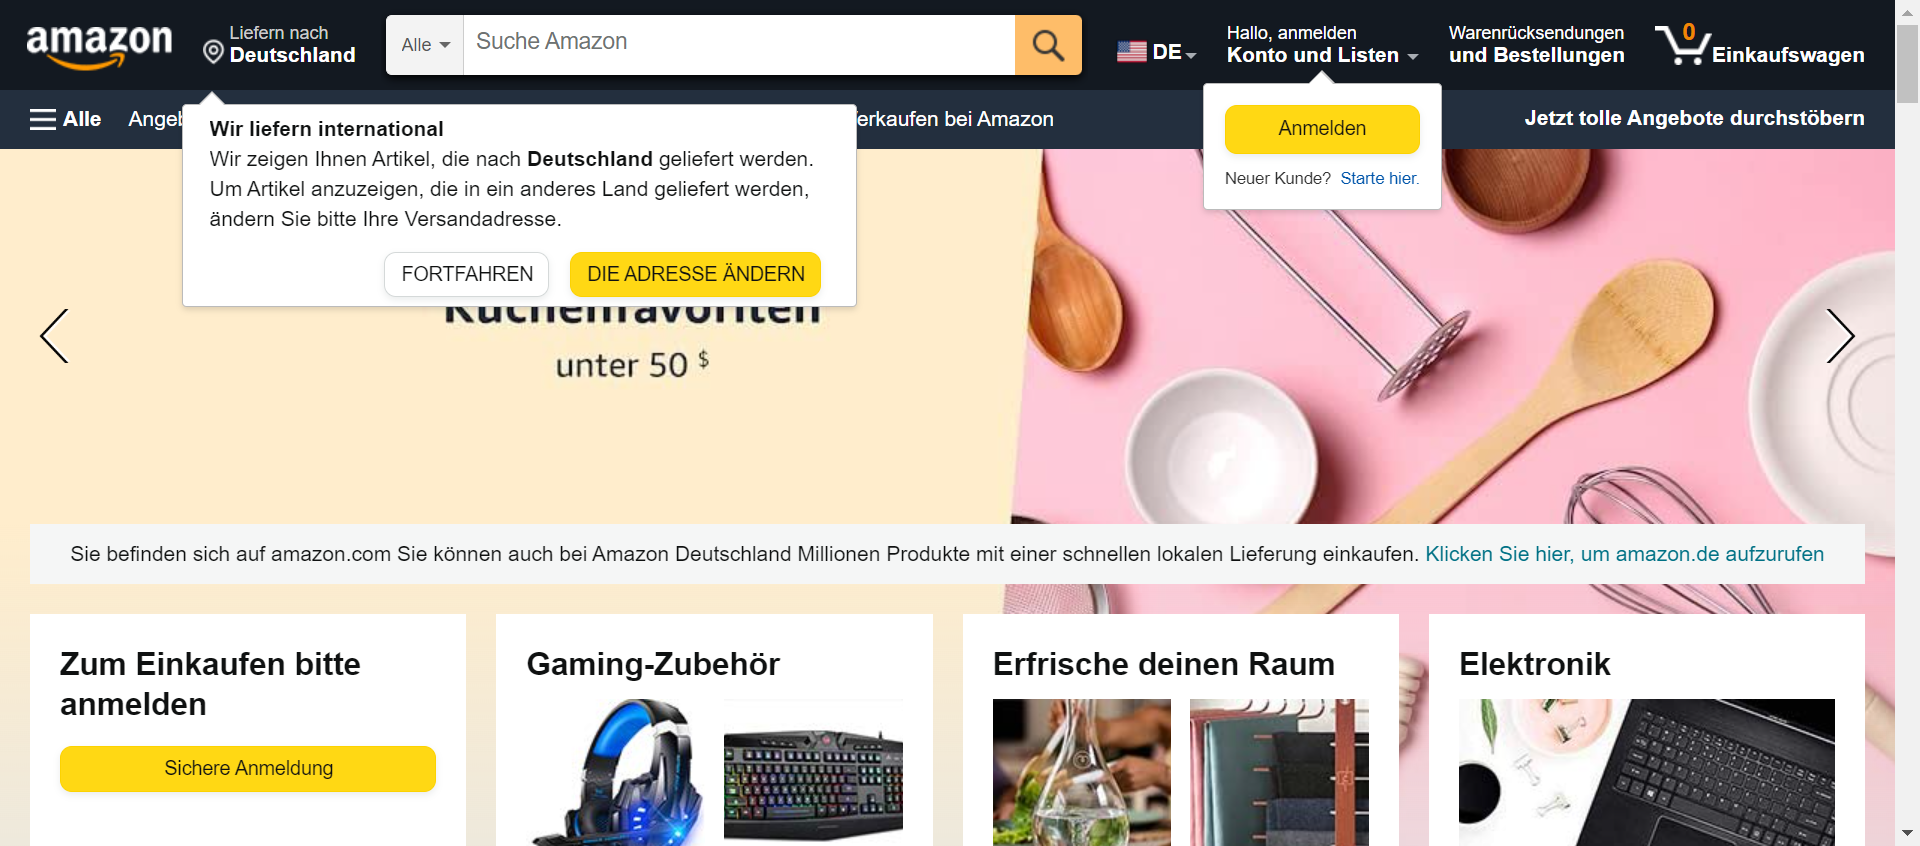 amazon
Liefern nach
Deutschland
Alle
Suche Amazon
DE
Hallo, anmelden
Konto und Listen
Warenrücksendungen
und Bestellungen
0
Einkaufswagen
Alle
erkaufen bei Amazon
Jetzt tolle Angebote durchstöbern
Wir liefern international
Wir zeigen Ihnen Artikel, die nach Deutschland geliefert werden.
Um Artikel anzuzeigen, die in ein anderes Land geliefert werden,
ändern Sie bitte Ihre Versandadresse.
FORTFAHREN
DIE ADRESSE ÄNDERN
Anmelden
Neuer Kunde? Starte hier.
Küchenfavoriten
unter 50 $
Sie befinden sich auf amazon.com Sie können auch bei Amazon Deutschland Millionen Produkte mit einer schnellen lokalen Lieferung einkaufen. Klicken Sie hier, um amazon.de aufzurufen
Zum Einkaufen bitte
anmelden
Sichere Anmeldung
Gaming-Zubehör
Erfrische deinen Raum
Elektronik